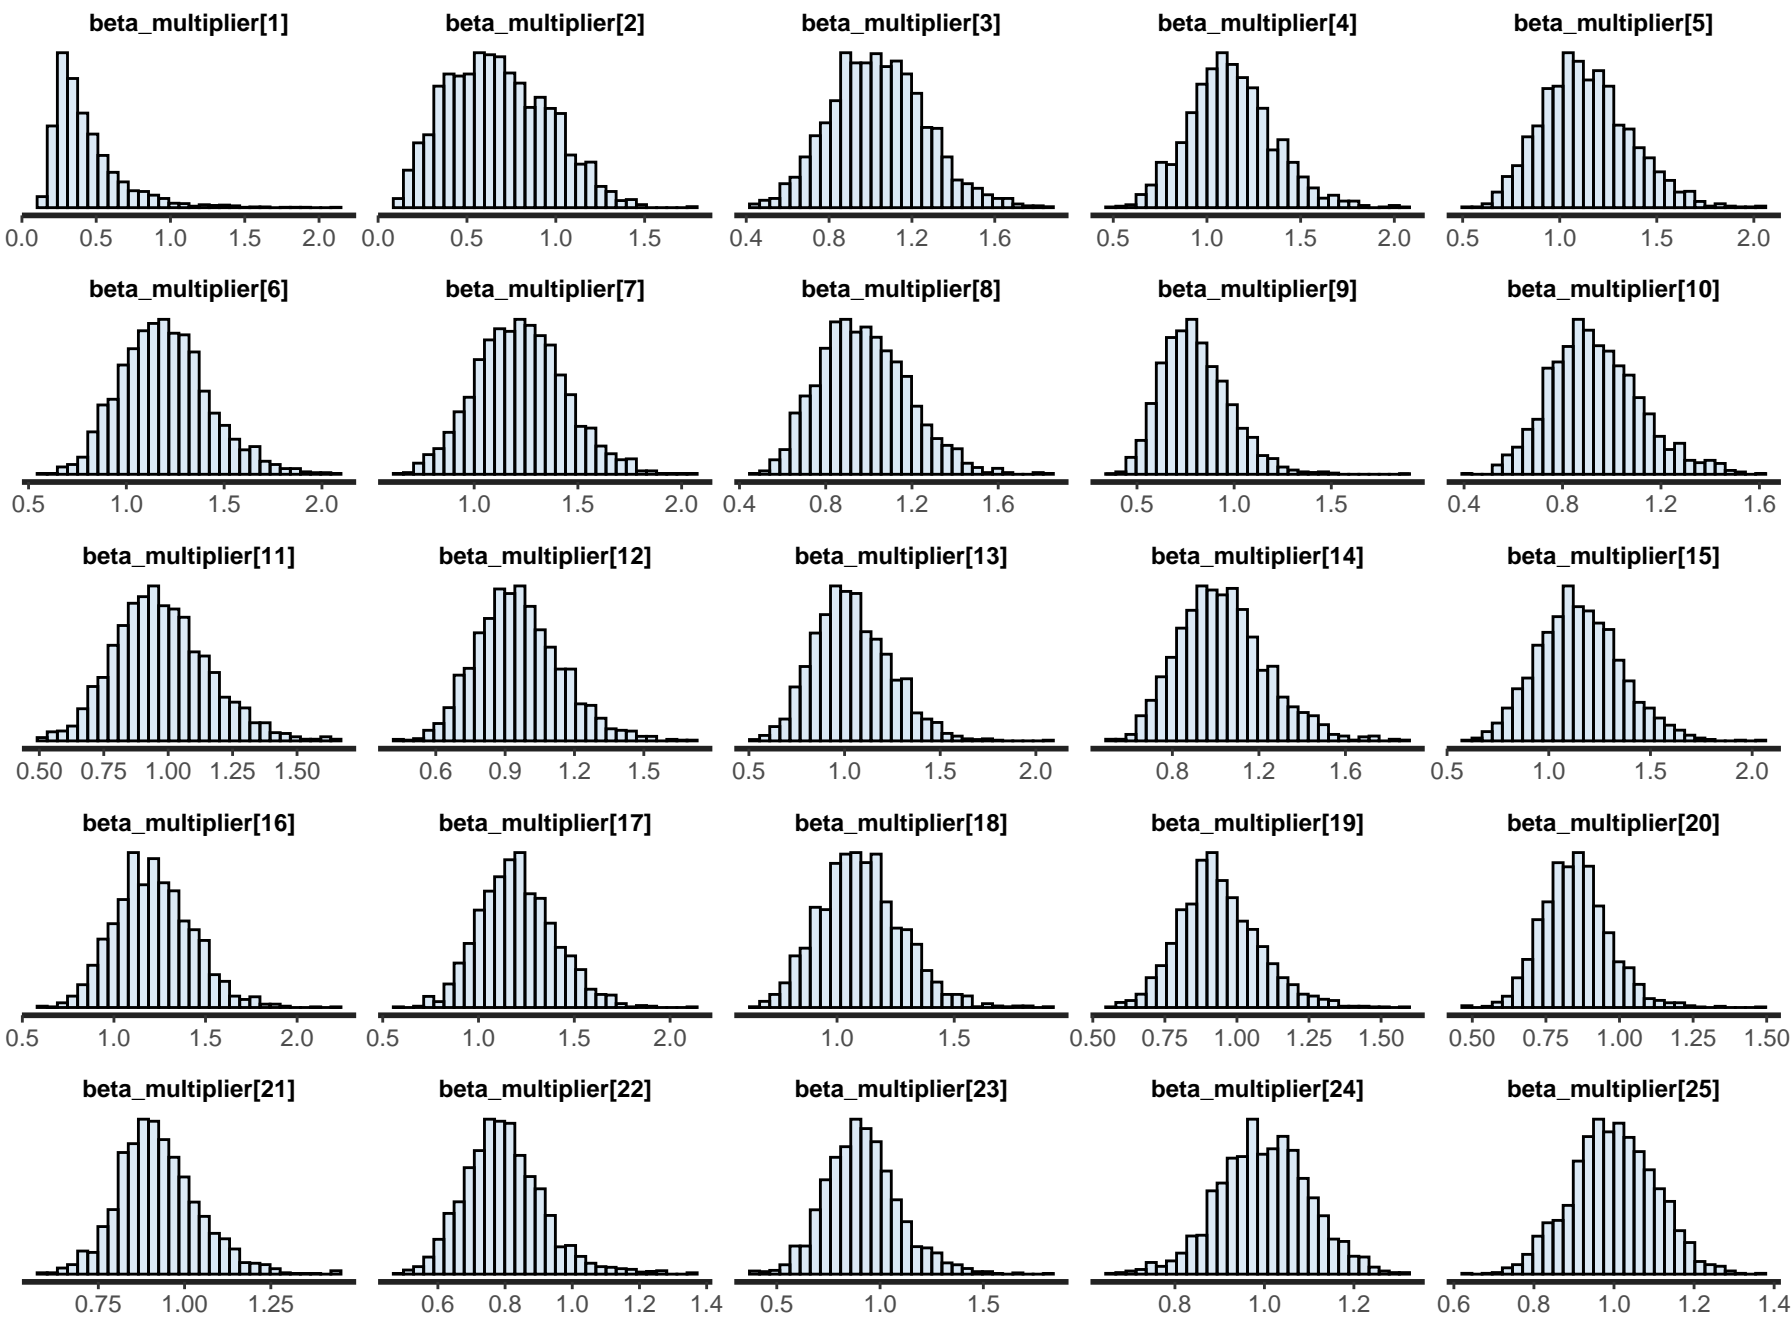 beta_multiplier[1] beta_multiplier[2] beta_multiplier[3] beta_multiplier[4] beta_multiplier[5]
0.0 0.5 1.0 1.5 2.0 0.0 0.5 1.0 1.5 0.4 0.8 1.2 1.6 0.5 1.0 1.5 2.0 0.5 1.0 1.5 2.0
beta_multiplier[6] beta_multiplier[7] beta_multiplier[8] beta_multiplier[9] beta_multiplier[10]
0.5 1.0 1.5 2.0 1.0 1.5 2.0 0.4 0.8 1.2 1.6 0.5 1.0 1.5 0.4 0.8 1.2 1.6
beta_multiplier[11] beta_multiplier[12] beta_multiplier[13] beta_multiplier[14] beta_multiplier[15]
0.50 0.75 1.00 1.25 1.50 0.6 0.9 1.2 1.5 0.5 1.0 1.5 2.0 0.8 1.2 1.6 0.5 1.0 1.5 2.0
beta_multiplier[16] beta_multiplier[17] beta_multiplier[18] beta_multiplier[19] beta_multiplier[20]
0.5 1.0 1.5 2.0 0.5 1.0 1.5 2.0 1.0 1.5 0.50 0.75 1.00 1.25 1.50 0.50 0.75 1.00 1.25 1.50
beta_multiplier[21] beta_multiplier[22] beta_multiplier[23] beta_multiplier[24] beta_multiplier[25]
0.75 1.00 1.25 0.6 0.8 1.0 1.2 1.4 0.5 1.0 1.5 0.8 1.0 1.2 0.6 0.8 1.0 1.2 1.4